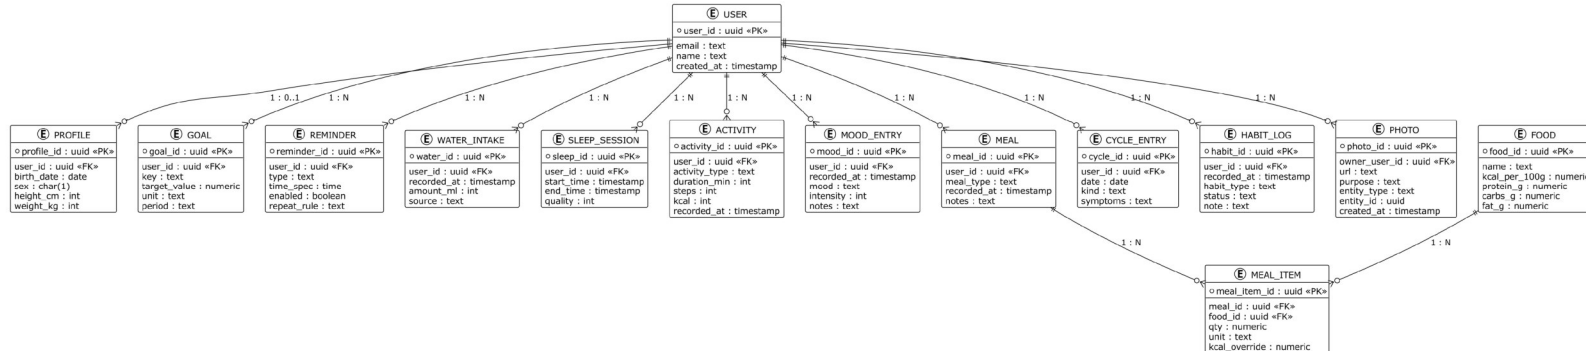 E USER
user_id : uuid «PK»
email : text
name : text
created_at : timestamp
1 : 0..1
1 : N
1 : N
1 : N
1 : N
1 : N
1 : N
1 : N
1 : N
1 : N
1 : N
E PROFILE
profile_id : uuid «PK»
user_id : uuid «FK»
birth_date : date
sex : char(1)
height_cm : int
weight_kg : int
E GOAL
goal_id : uuid «PK»
user_id : uuid «FK»
key : text
target_value : numeric
unit : text
period : text
E REMINDER
reminder_id : uuid «PK»
user_id : uuid «FK»
type : text
time_spec : time
enabled : boolean
repeat_rule : text
E WATER_INTAKE
water_id : uuid «PK»
user_id : uuid «FK»
recorded_at : timestamp
amount_ml : int
source : text
E SLEEP_SESSION
sleep_id : uuid «PK»
user_id : uuid «FK»
start_time : timestamp
end_time : timestamp
quality : int
E ACTIVITY
activity_id : uuid «PK»
user_id : uuid «FK»
activity_type : text
duration_min : int
steps : int
kcal : int
recorded_at : timestamp
E MOOD_ENTRY
mood_id : uuid «PK»
user_id : uuid «FK»
recorded_at : timestamp
mood : text
intensity : int
notes : text
E MEAL
meal_id : uuid «PK»
user_id : uuid «FK»
meal_type : text
recorded_at : timestamp
notes : text
E CYCLE_ENTRY
cycle_id : uuid «PK»
user_id : uuid «FK»
date : date
kind : text
symptoms : text
E HABIT_LOG
habit_id : uuid «PK»
user_id : uuid «FK»
recorded_at : timestamp
habit_type : text
status : text
note : text
E PHOTO
photo_id : uuid «PK»
owner_user_id : uuid «FK»
url : text
purpose : text
entity_type : text
entity_id : uuid
created_at : timestamp
E FOOD
food_id : uuid «PK»
name : text
kcal_per_100g : numeric
protein_g : numeric
carbs_g : numeric
fat_g : numeric
1 : N
1 : N
E MEAL_ITEM
meal_item_id : uuid «PK»
meal_id : uuid «FK»
food_id : uuid «FK»
qty : numeric
unit : text
kcal_override : numeric